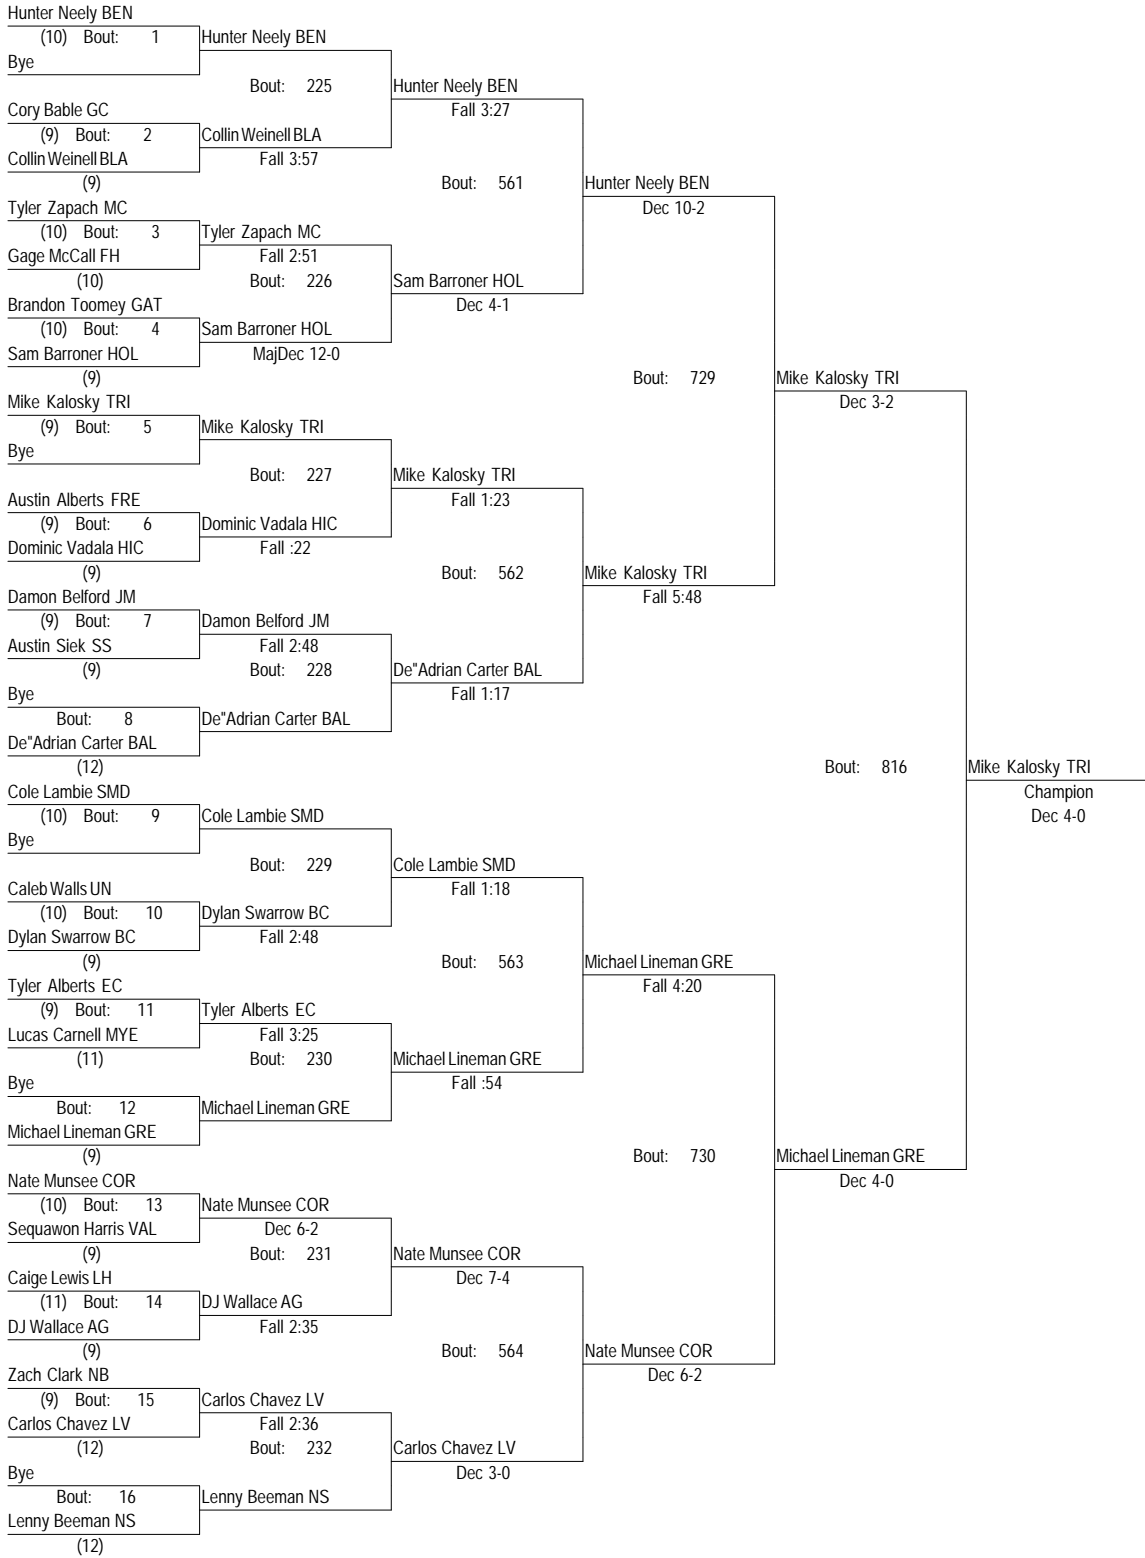 Hunter Neely BEN
(10) Bout: 1 Hunter Neely BEN
Bye
Bout: 225 Hunter Neely BEN
Cory Bable GC Fall 3:27
(9) Bout: 2 Collin Weinell BLA
Collin Weinell BLA Fall 3:57
(9) Bout: 561 Hunter Neely BEN
Tyler Zapach MC Dec 10-2
(10) Bout: 3 Tyler Zapach MC
Gage McCall FH Fall 2:51
(10) Bout: 226 Sam Barroner HOL
Brandon Toomey GAT Dec 4-1
(10) Bout: 4 Sam Barroner HOL
Sam Barroner HOL MajDec 12-0
(9) Bout: 729 Mike Kalosky TRI
Mike Kalosky TRI Dec 3-2
(9) Bout: 5 Mike Kalosky TRI
Bye
Bout: 227 Mike Kalosky TRI
Austin Alberts FRE Fall 1:23
(9) Bout: 6 Dominic Vadala HIC
Dominic Vadala HIC Fall :22
(9) Bout: 562 Mike Kalosky TRI
Damon Belford JM Fall 5:48
(9) Bout: 7 Damon Belford JM
Austin Siek SS Fall 2:48
(9) Bout: 228 De"Adrian Carter BAL
Bye Fall 1:17
Bout: 8 De"Adrian Carter BAL
De"Adrian Carter BAL
(12) Bout: 816 Mike Kalosky TRI
Cole Lambie SMD Champion
(10) Bout: 9 Cole Lambie SMD Dec 4-0
Bye
Bout: 229 Cole Lambie SMD
Caleb Walls UN Fall 1:18
(10) Bout: 10 Dylan Swarrow BC
Dylan Swarrow BC Fall 2:48
(9) Bout: 563 Michael Lineman GRE
Tyler Alberts EC Fall 4:20
(9) Bout: 11 Tyler Alberts EC
Lucas Carnell MYE Fall 3:25
(11) Bout: 230 Michael Lineman GRE
Bye Fall :54
Bout: 12 Michael Lineman GRE
Michael Lineman GRE
(9) Bout: 730 Michael Lineman GRE
Nate Munsee COR Dec 4-0
(10) Bout: 13 Nate Munsee COR
Sequawon Harris VAL Dec 6-2
(9) Bout: 231 Nate Munsee COR
Caige Lewis LH Dec 7-4
(11) Bout: 14 DJ Wallace AG
DJ Wallace AG Fall 2:35
(9) Bout: 564 Nate Munsee COR
Zach Clark NB Dec 6-2
(9) Bout: 15 Carlos Chavez LV
Carlos Chavez LV Fall 2:36
(12) Bout: 232 Carlos Chavez LV
Bye Dec 3-0
Bout: 16 Lenny Beeman NS
Lenny Beeman NS
(12)